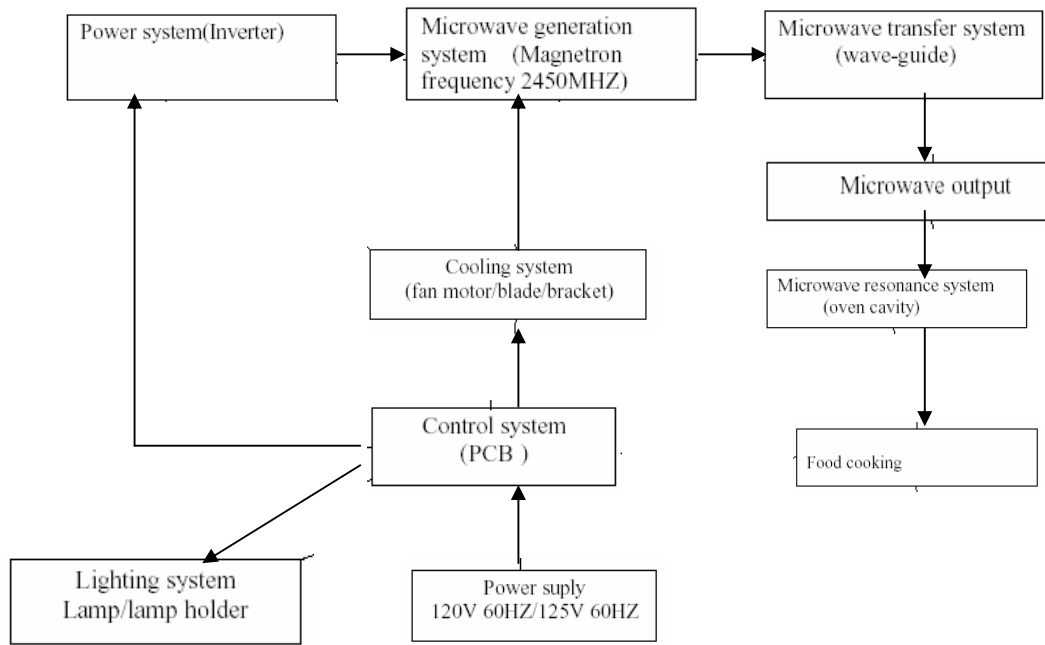 Power system(Inverter)
Microwave generation
system (Magnetron
frequency 2450MHZ)
Microwave transfer system
(wave-guide)
Microwave output
Cooling system
(fan motor/blade/bracket)
Microwave resonance system
(oven cavity)
Control system
(PCB )
Food cooking
Lighting system
Lamp/lamp holder
Power suply
120V 60HZ/125V 60HZ